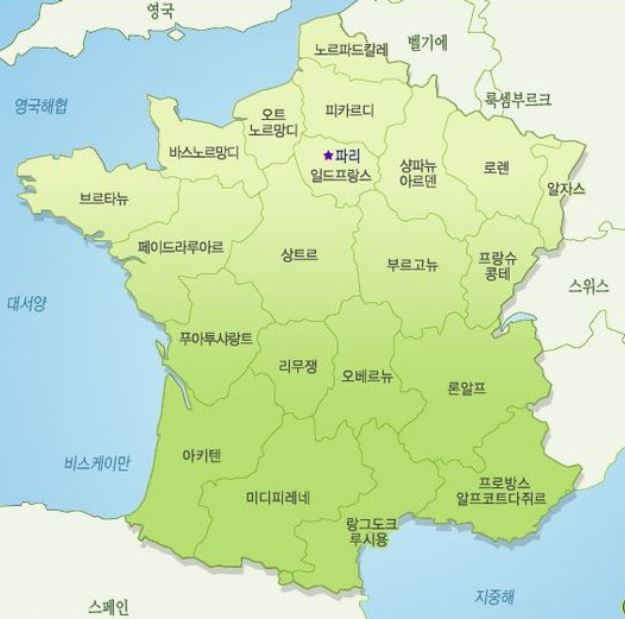 영국
노르파드칼레
벨기에
영국해협
룩셈부르크
오트
노르망디
피카르디
바스노르망디
파리
일드프랑스
샹파뉴
아르덴
로렌
알자스
브르타뉴
페이드라루아르
상트르
부르고뉴
프랑슈
콩테
스위스
대서양
푸아투샤랑트
리무쟁
오베르뉴
론알프
아키텐
비스케이만
미디피레네
프로방스
알프코트다쥐르
랑그도크
루시용
지중해
스페인